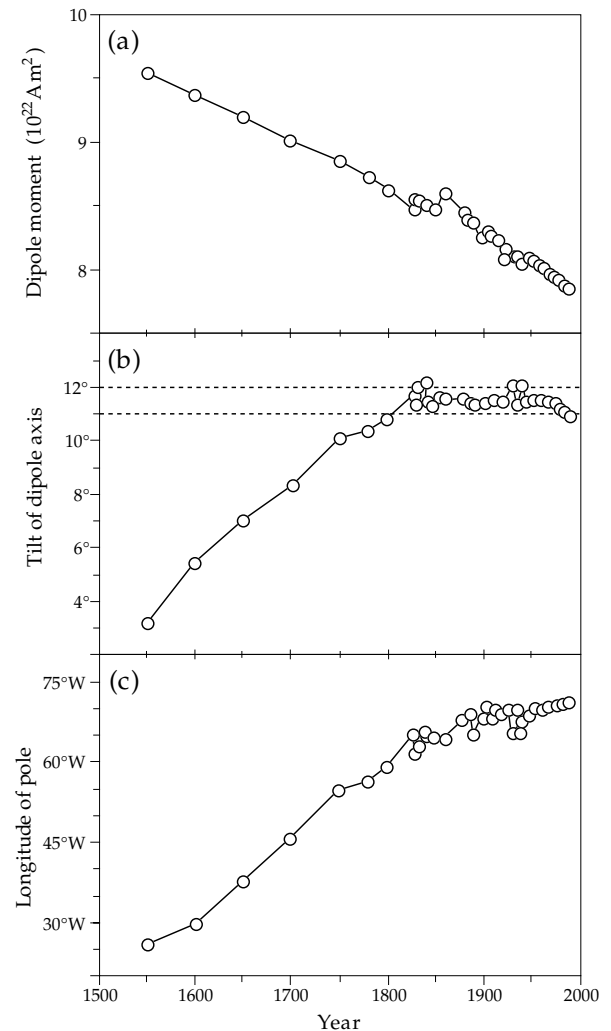 (a)
10
9
8
Dipole moment (10²² Am²)
(b)
12°
10°
8°
6°
4°
Tilt of dipole axis
(c)
75°W
60°W
45°W
30°W
Longitude of pole
1500 1600 1700 1800 1900 2000
Year